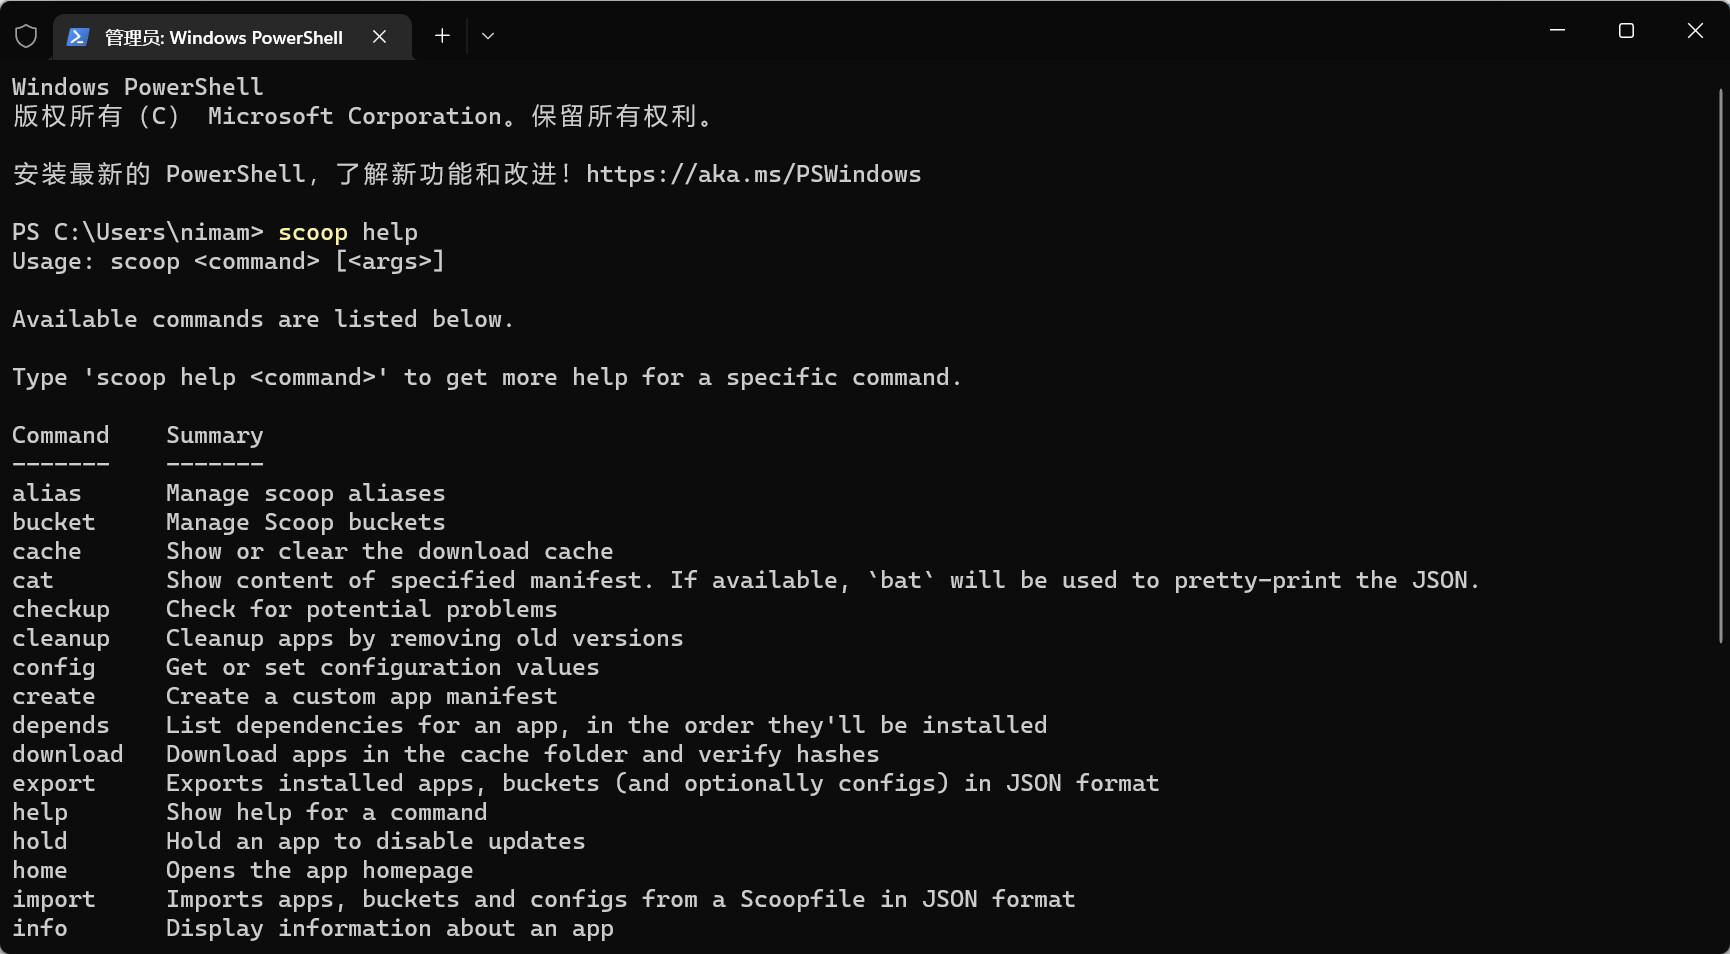 管理员: Windows PowerShell
Windows PowerShell
版权所有（C） Microsoft Corporation。保留所有权利。
安装最新的 PowerShell，了解新功能和改进！https://aka.ms/PSWindows
PS C:\Users\nimam> scoop help
Usage: scoop <command> [<args>]
Available commands are listed below.
Type 'scoop help <command>' to get more help for a specific command.
Command    Summary
-------    -------
alias      Manage scoop aliases
bucket     Manage Scoop buckets
cache      Show or clear the download cache
cat        Show content of specified manifest. If available, `bat` will be used to pretty-print the JSON.
checkup    Check for potential problems
cleanup    Cleanup apps by removing old versions
config     Get or set configuration values
create     Create a custom app manifest
depends    List dependencies for an app, in the order they'll be installed
download   Download apps in the cache folder and verify hashes
export     Exports installed apps, buckets (and optionally configs) in JSON format
help       Show help for a command
hold       Hold an app to disable updates
home       Opens the app homepage
import     Imports apps, buckets and configs from a Scoopfile in JSON format
info       Display information about an app